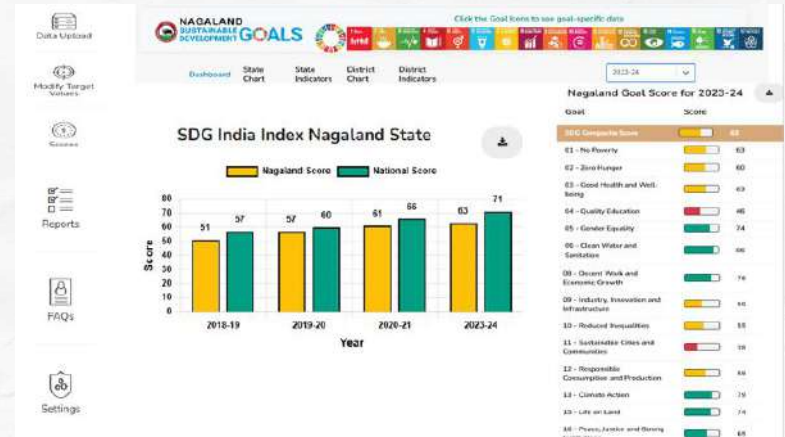 Data Upload
Modify Target
Values
Scores
Reports
FAQs
Settings
NAGALAND
SUSTAINABLE
DEVELOPMENT GOALS
Click the Goal Icons to see goal-specific data
Dashboard
State
Chart
State
Indicators
District
Chart
District
Indicators
2023-24
SDG India Index Nagaland State
Nagaland Score
National Score
Score
80
70
60
50
40
30
20
10
0
51
57
57
60
61
66
63
71
2018-19
2019-20
2020-21
2023-24
Year
Nagaland Goal Score for 2023-24
Goal
Score
SDG Composite Score 63
01 - No Poverty 63
02 - Zero Hunger 60
03 - Good Health and Well-
being 63
04 - Quality Education 46
05 - Gender Equality 74
06 - Clean Water and
Sanitation
08 - Decent Work and
Economic Growth
09 - Industry, Innovation and
Infrastructure
10 - Reduced Inequalities
11 - Sustainable Cities and
Communities
12 - Responsible
Consumption and Production
13 - Climate Action
15 - Life on Land 74
16 - Peace, Justice and Strong